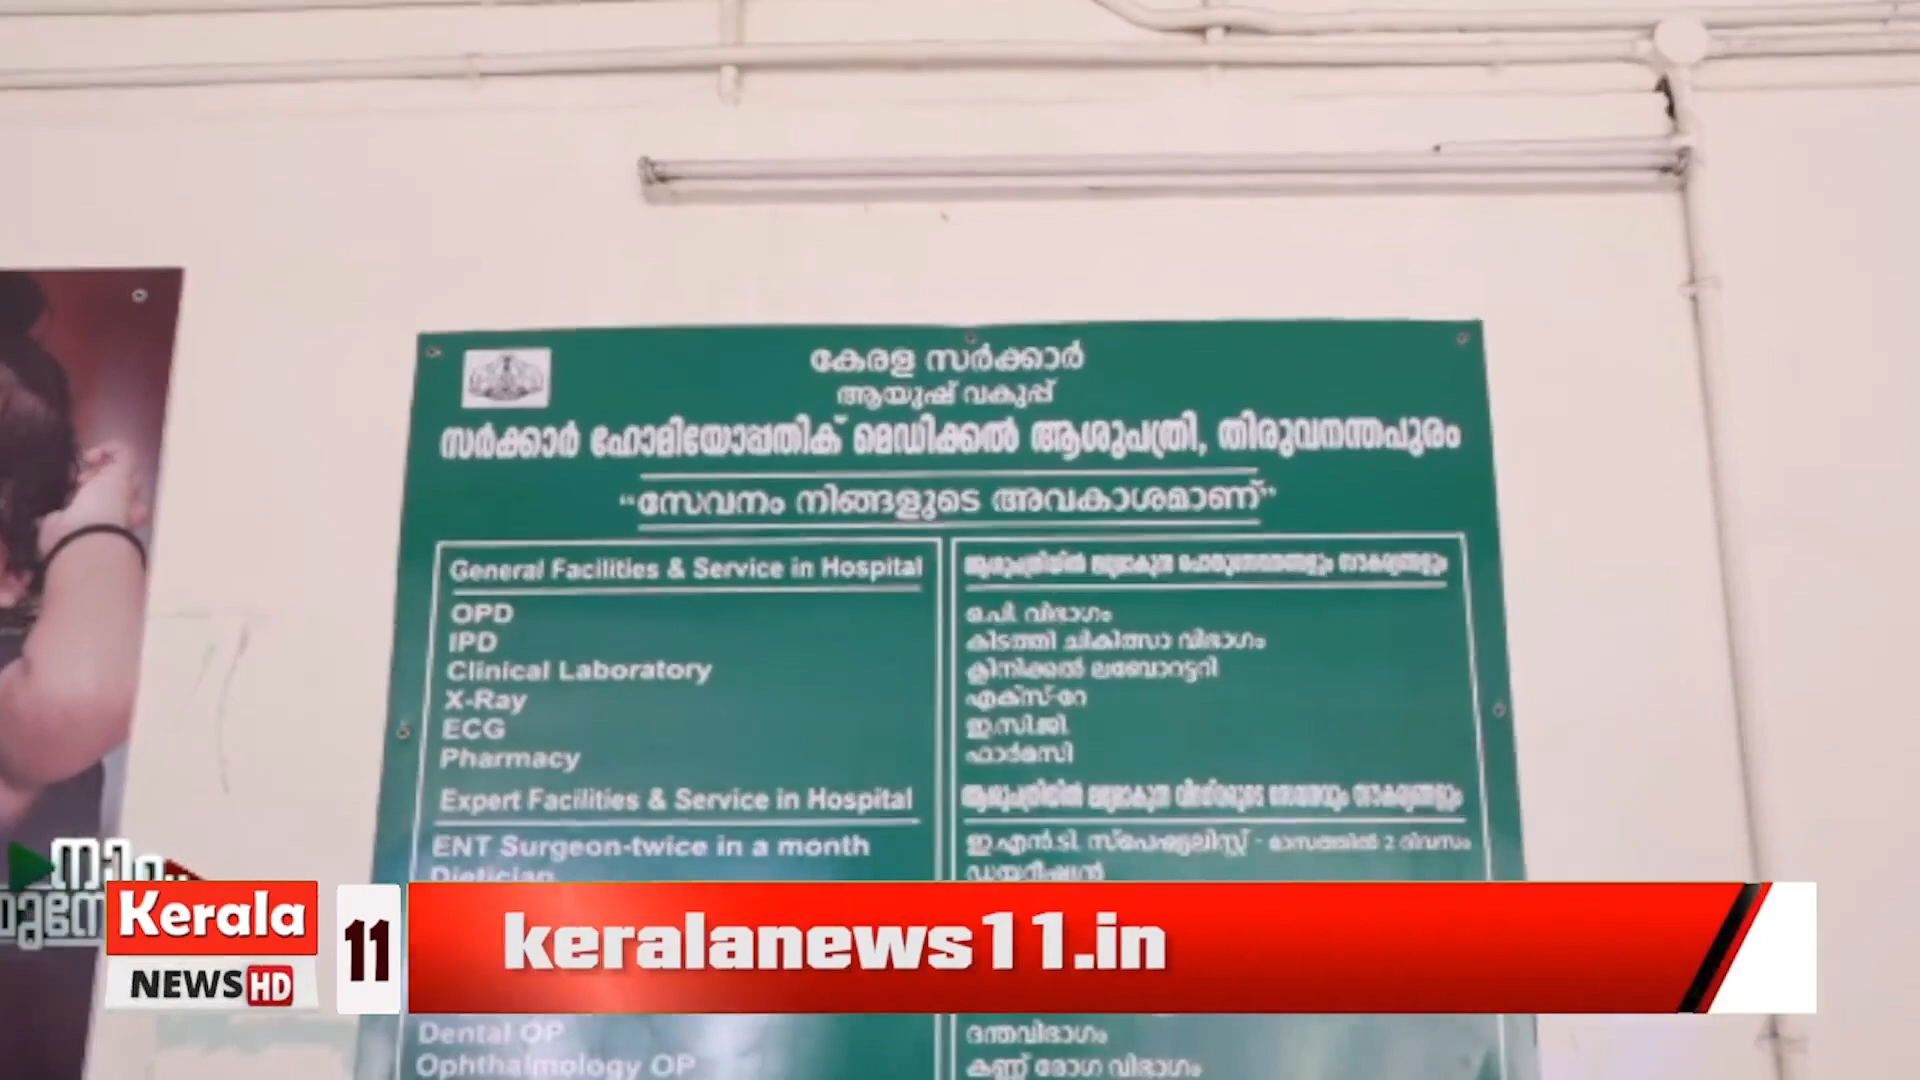 കേരള സർക്കാർ
ആയുഷ് വകുപ്പ്
സർക്കാർ ഹോമിയോപ്പതിക് മെഡിക്കൽ ആശുപത്രി, തിരുവനന്തപുരം
“സേവനം നിങ്ങളുടെ അവകാശമാണ്”
General Facilities & Service in Hospital
OPD
IPD
Clinical Laboratory
X-Ray
ECG
Pharmacy
Expert Facilities & Service in Hospital
ENT Surgeon-twice in a month
Dietician
Dental OP
Ophthalmology OP
ഒ.പി. വിഭാഗം
കിടത്തി ചികിത്സാ വിഭാഗം
ക്ലിനിക്കൽ ലബോറട്ടറി
എക്സ്-റേ
ഇ.സി.ജി.
ഫാർമസി
ഇ.എൻ.ടി. സ്പെഷ്യലിസ്റ്റ് - മാസത്തിൽ 2 ദിവസം
ഡയറ്റീഷ്യൻ
ദന്തവിഭാഗം
കണ്ണ് രോഗ വിഭാഗം
Kerala
NEWS HD
11
keralanews11.in